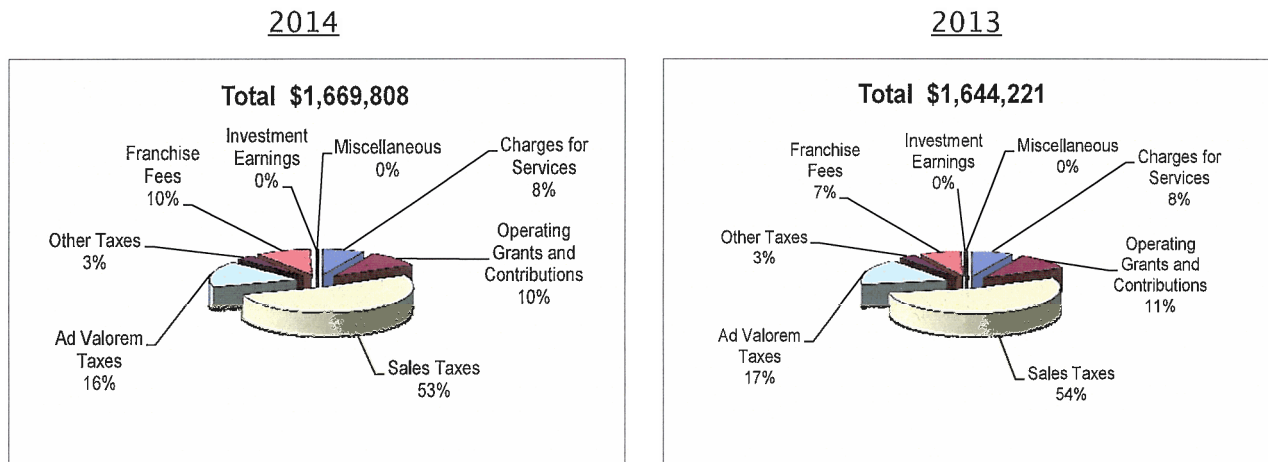 2014
Total $1,669,808
Investment
Earnings
0%
Miscellaneous
0%
Charges for
Services
8%
Franchise
Fees
10%
Operating
Grants and
Contributions
10%
Other Taxes
3%
Ad Valorem
Taxes
16%
Sales Taxes
53%
2013
Total $1,644,221
Investment
Earnings
0%
Miscellaneous
0%
Charges for
Services
8%
Franchise
Fees
7%
Operating
Grants and
Contributions
11%
Other Taxes
3%
Ad Valorem
Taxes
17%
Sales Taxes
54%